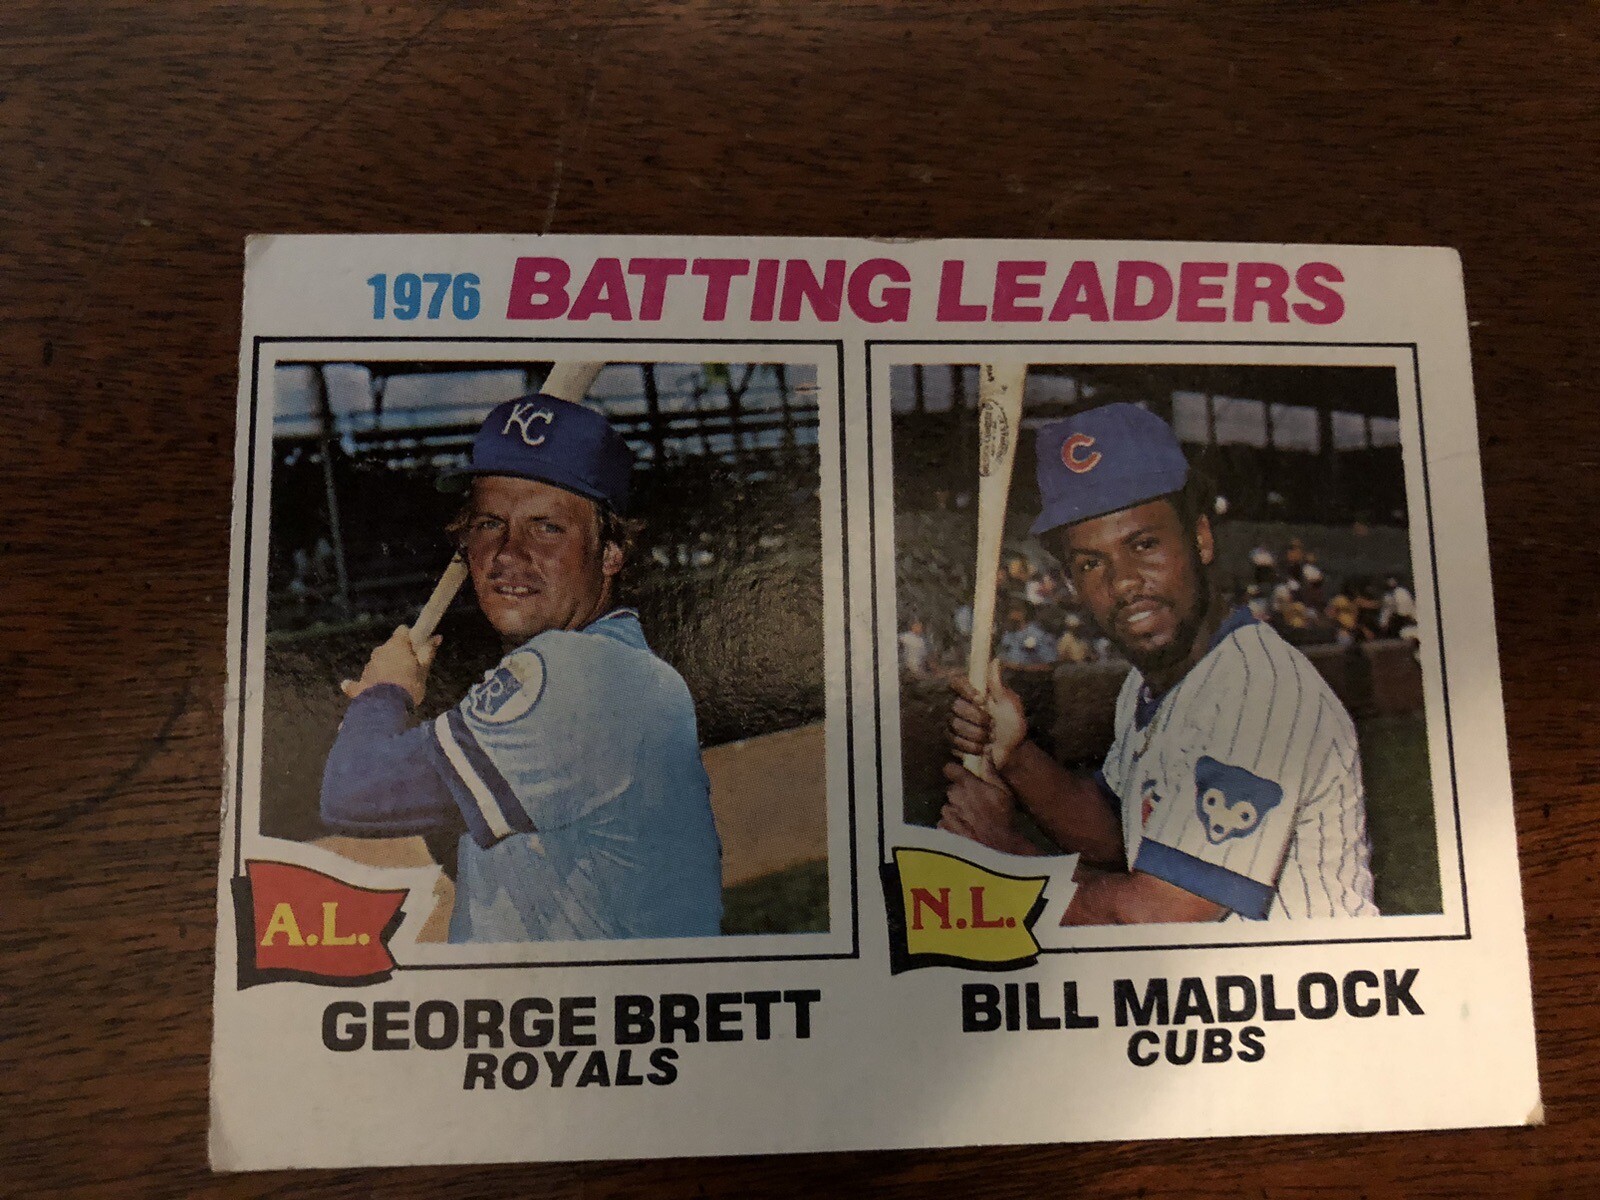 1976 BATTING LEADERS
KC
R
C
A.L.
N.L.
GEORGE BRETT
ROYALS
BILL MADLOCK
CUBS